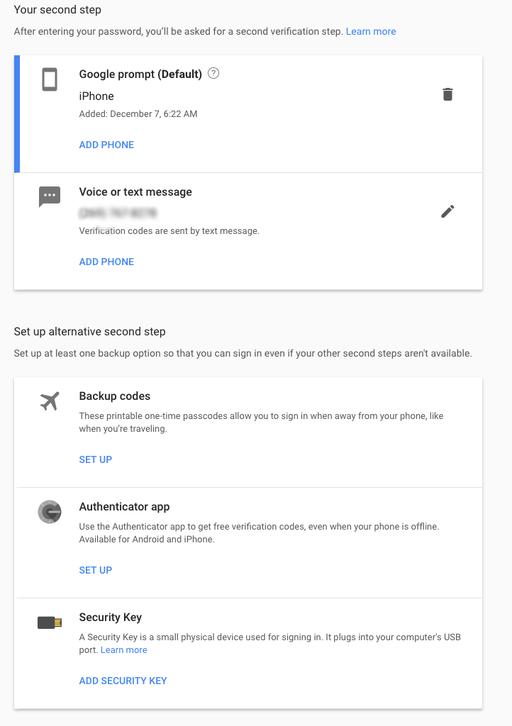 Your second step
After entering your password, you'll be asked for a second verification step. Learn more
Google prompt (Default) ?
iPhone
Added: December 7, 6:22 AM
ADD PHONE
Voice or text message
Verification codes are sent by text message.
ADD PHONE
Set up alternative second step
Set up at least one backup option so that you can sign in even if your other second steps aren't available.
Backup codes
These printable one-time passcodes allow you to sign in when away from your phone, like
when you're traveling.
SET UP
Authenticator app
Use the Authenticator app to get free verification codes, even when your phone is offline.
Available for Android and iPhone.
SET UP
Security Key
A Security Key is a small physical device used for signing in. It plugs into your computer's USB
port. Learn more
ADD SECURITY KEY